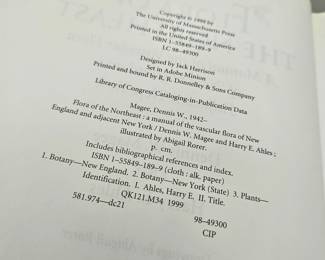 Copyright © 1999 by
The University of Massachusetts Press
All rights reserved
Printed in the United States of America
ISBN 1-55849-189-9
LC 98-49300
Designed by Jack Harrison
Set in Adobe Minion
Printed and bound by R. R. Donnelley & Sons Company
Library of Congress Cataloging-in-Publication Data
Magee, Dennis W., 1942–
Flora of the Northeast : a manual of the vascular flora of New
England and adjacent New York / Dennis W. Magee and Harry E. Ahles ;
illustrated by Abigail Rorer.
p. cm.
Includes bibliographical references and index.
ISBN 1-55849-189-9 (cloth : alk. paper)
1. Botany—New England. 2. Botany—New York (State) 3. Plants—
Identification. I. Ahles, Harry E. II. Title.
QK121.M34 1999
581.974—dc21 98-49300
CIP